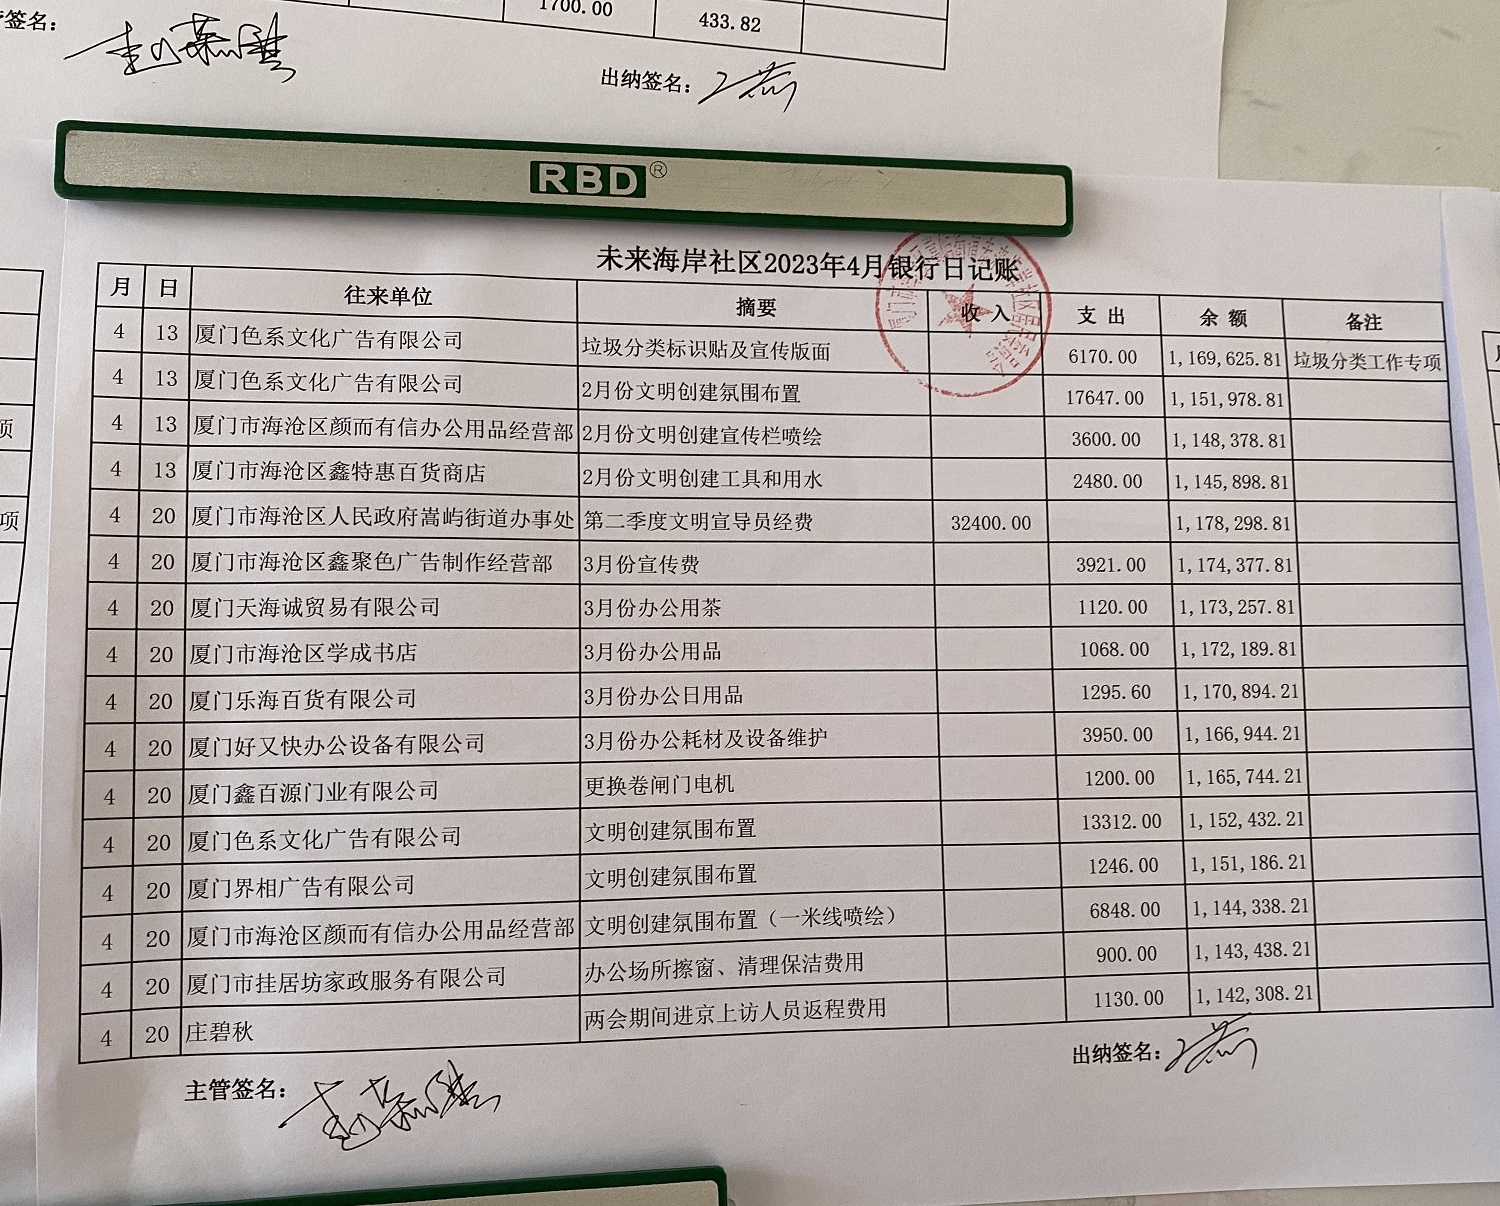 签名：
1700.00 433.82
出纳签名：
RBD®
未来海岸社区2023年4月银行日记账
月 日 往来单位 摘要 收 入 支 出 余 额 备注
4 13 厦门色系文化广告有限公司 垃圾分类标识贴及宣传版面 6170.00 1,169,625.81 垃圾分类工作专项
4 13 厦门色系文化广告有限公司 2月份文明创建氛围布置 17647.00 1,151,978.81
4 13 厦门市海沧区颜而有信办公用品经营部 2月份文明创建宣传栏喷绘 3600.00 1,148,378.81
4 13 厦门市海沧区鑫特惠百货商店 2月份文明创建工具和用水 2480.00 1,145,898.81
4 20 厦门市海沧区人民政府嵩屿街道办事处 第二季度文明宣导员经费 32400.00 1,178,298.81
4 20 厦门市海沧区鑫聚色广告制作经营部 3月份宣传费 3921.00 1,174,377.81
4 20 厦门天海诚贸易有限公司 3月份办公用茶 1120.00 1,173,257.81
4 20 厦门市海沧区学成书店 3月份办公用品 1068.00 1,172,189.81
4 20 厦门乐海百货有限公司 3月份办公日用品 1295.60 1,170,894.21
4 20 厦门好又快办公设备有限公司 3月份办公耗材及设备维护 3950.00 1,166,944.21
4 20 厦门鑫百源门业有限公司 更换卷闸门电机 1200.00 1,165,744.21
4 20 厦门色系文化广告有限公司 文明创建氛围布置 13312.00 1,152,432.21
4 20 厦门界相广告有限公司 文明创建氛围布置 1246.00 1,151,186.21
4 20 厦门市海沧区颜而有信办公用品经营部 文明创建氛围布置（一米线喷绘） 6848.00 1,144,338.21
4 20 厦门市挂居坊家政服务有限公司 办公场所擦窗、清理保洁费用 900.00 1,143,438.21
4 20 庄碧秋 两会期间进京上访人员返程费用 1130.00 1,142,308.21
主管签名：
出纳签名：
项
项